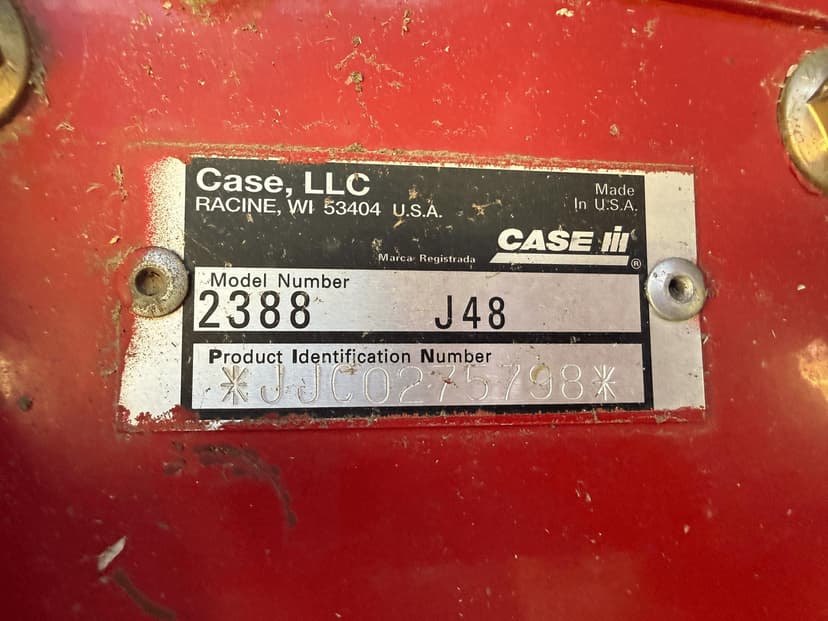 Case, LLC
RACINE, WI 53404 U.S.A.
Made
In U.S.A.
CASE IH ®
Marca Registrada
Model Number
2388 J48
Product Identification Number
*JJC0275798*